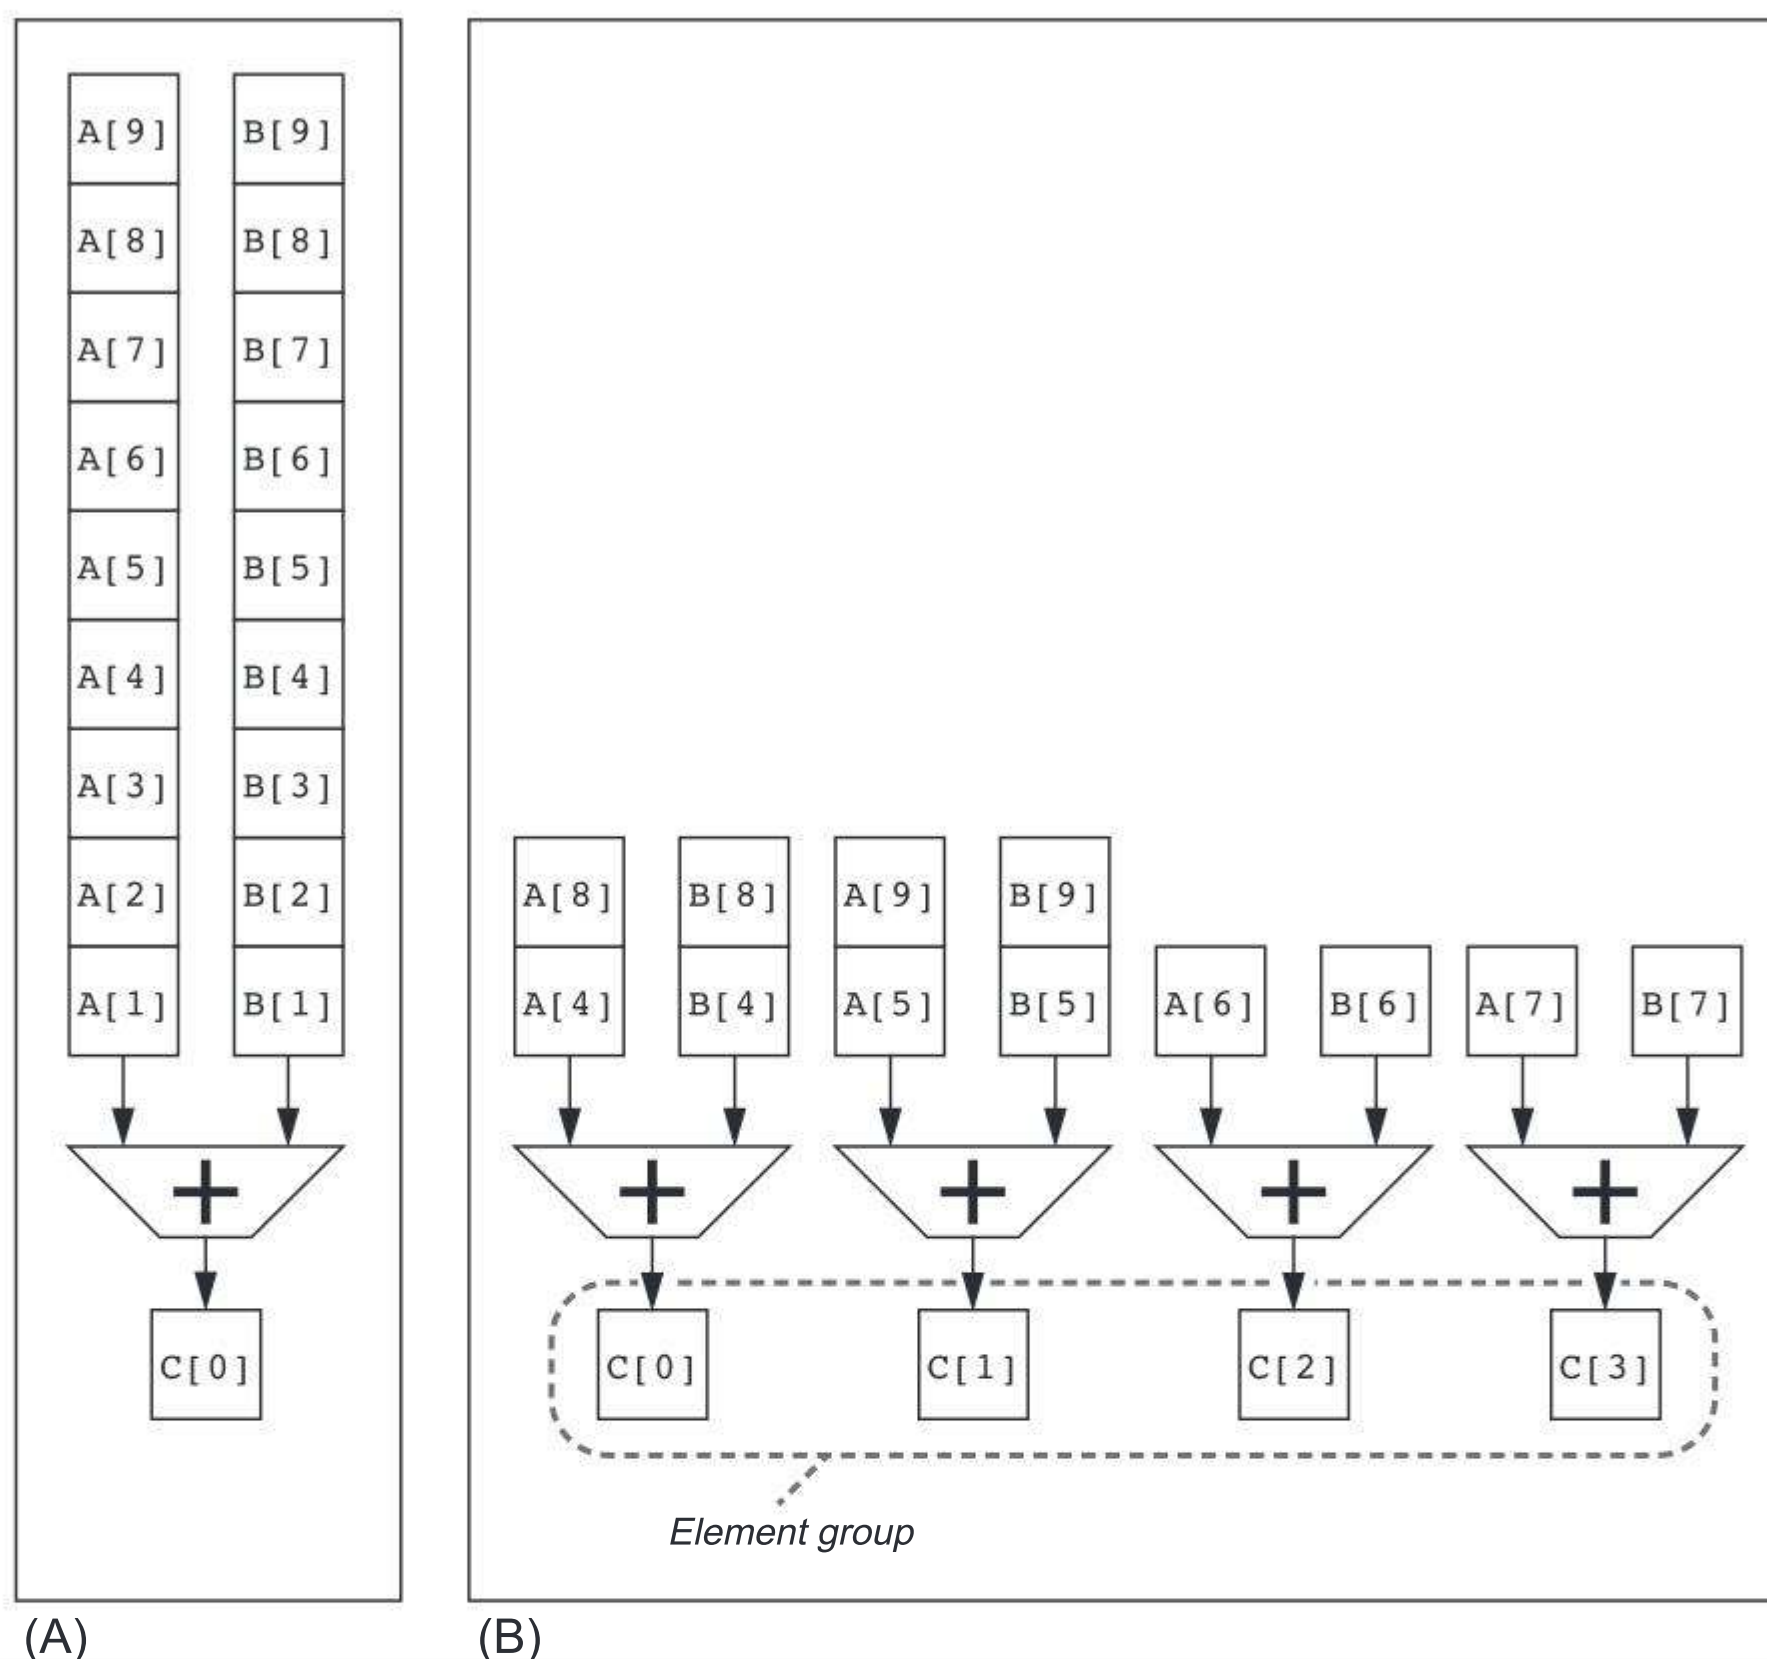 A[9] B[9]
A[8] B[8]
A[7] B[7]
A[6] B[6]
A[5] B[5]
A[4] B[4]
A[3] B[3]
A[2] B[2]
A[1] B[1]
+
C[0]
(A)
A[8] B[8] A[9] B[9]
A[4] B[4] A[5] B[5] A[6] B[6] A[7] B[7]
+ + + +
C[0] C[1] C[2] C[3]
Element group
(B)